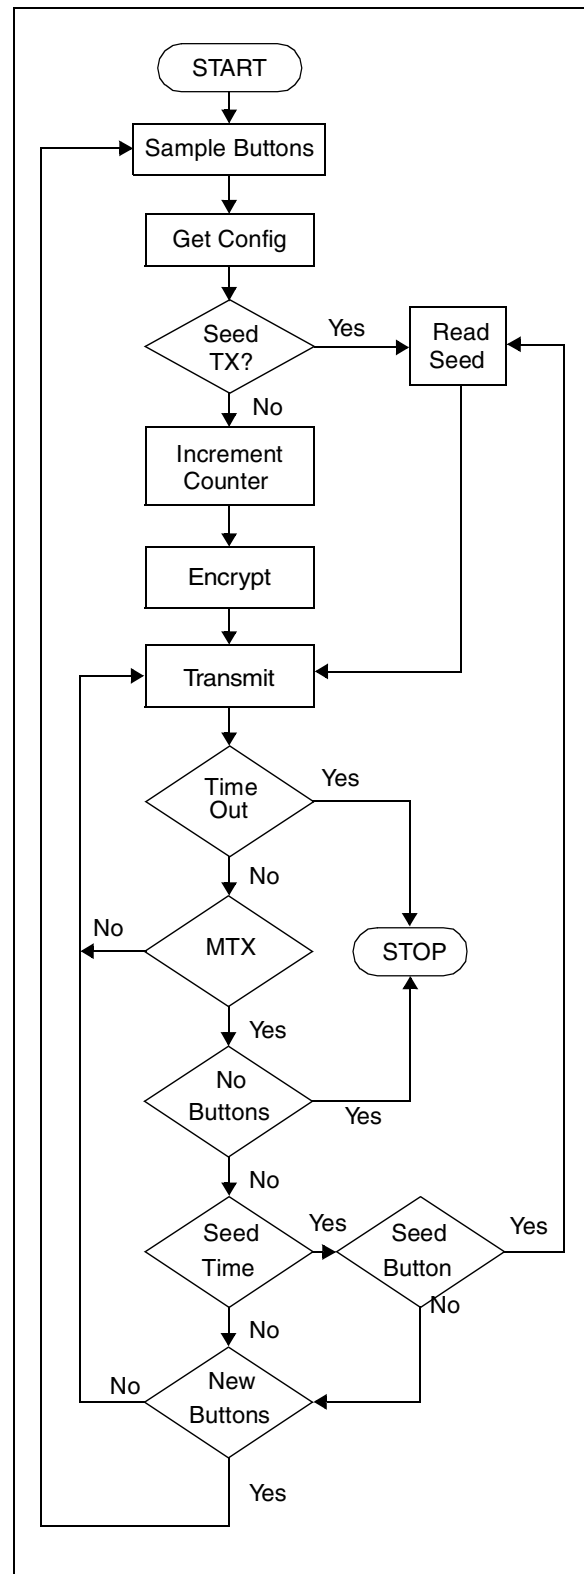 START
Sample Buttons
Get Config
Seed
TX?
Yes
Read
Seed
No
Increment
Counter
Encrypt
Transmit
Time
Out
Yes
No
MTX
No
STOP
Yes
No
Buttons
Yes
No
Seed
Time
Yes
Seed
Button
Yes
No
No
New
Buttons
No
Yes